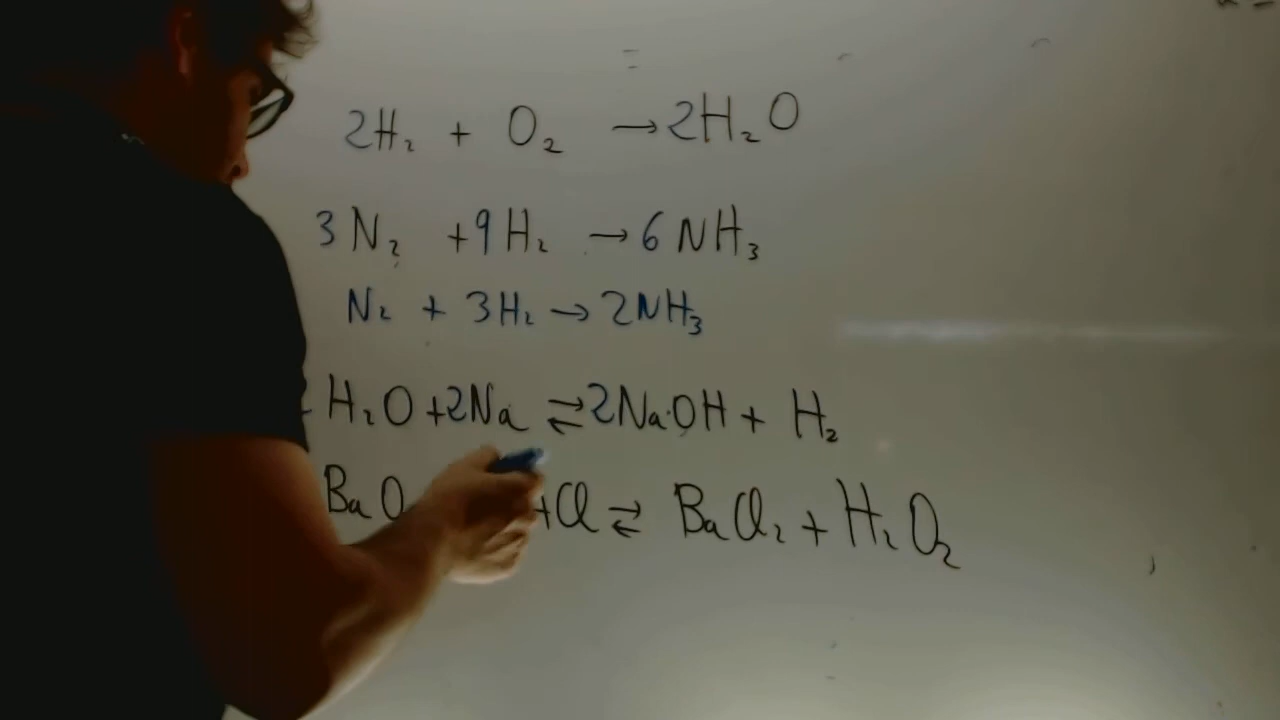 2H₂ + O₂ → 2H₂O
3N₂ + 9H₂ → 6NH₃
N₂ + 3H₂ → 2NH₃
H₂O + 2Na ⇌ 2NaOH + H₂
BaO +Cl ⇌ BaCl₂ + H₂O₂